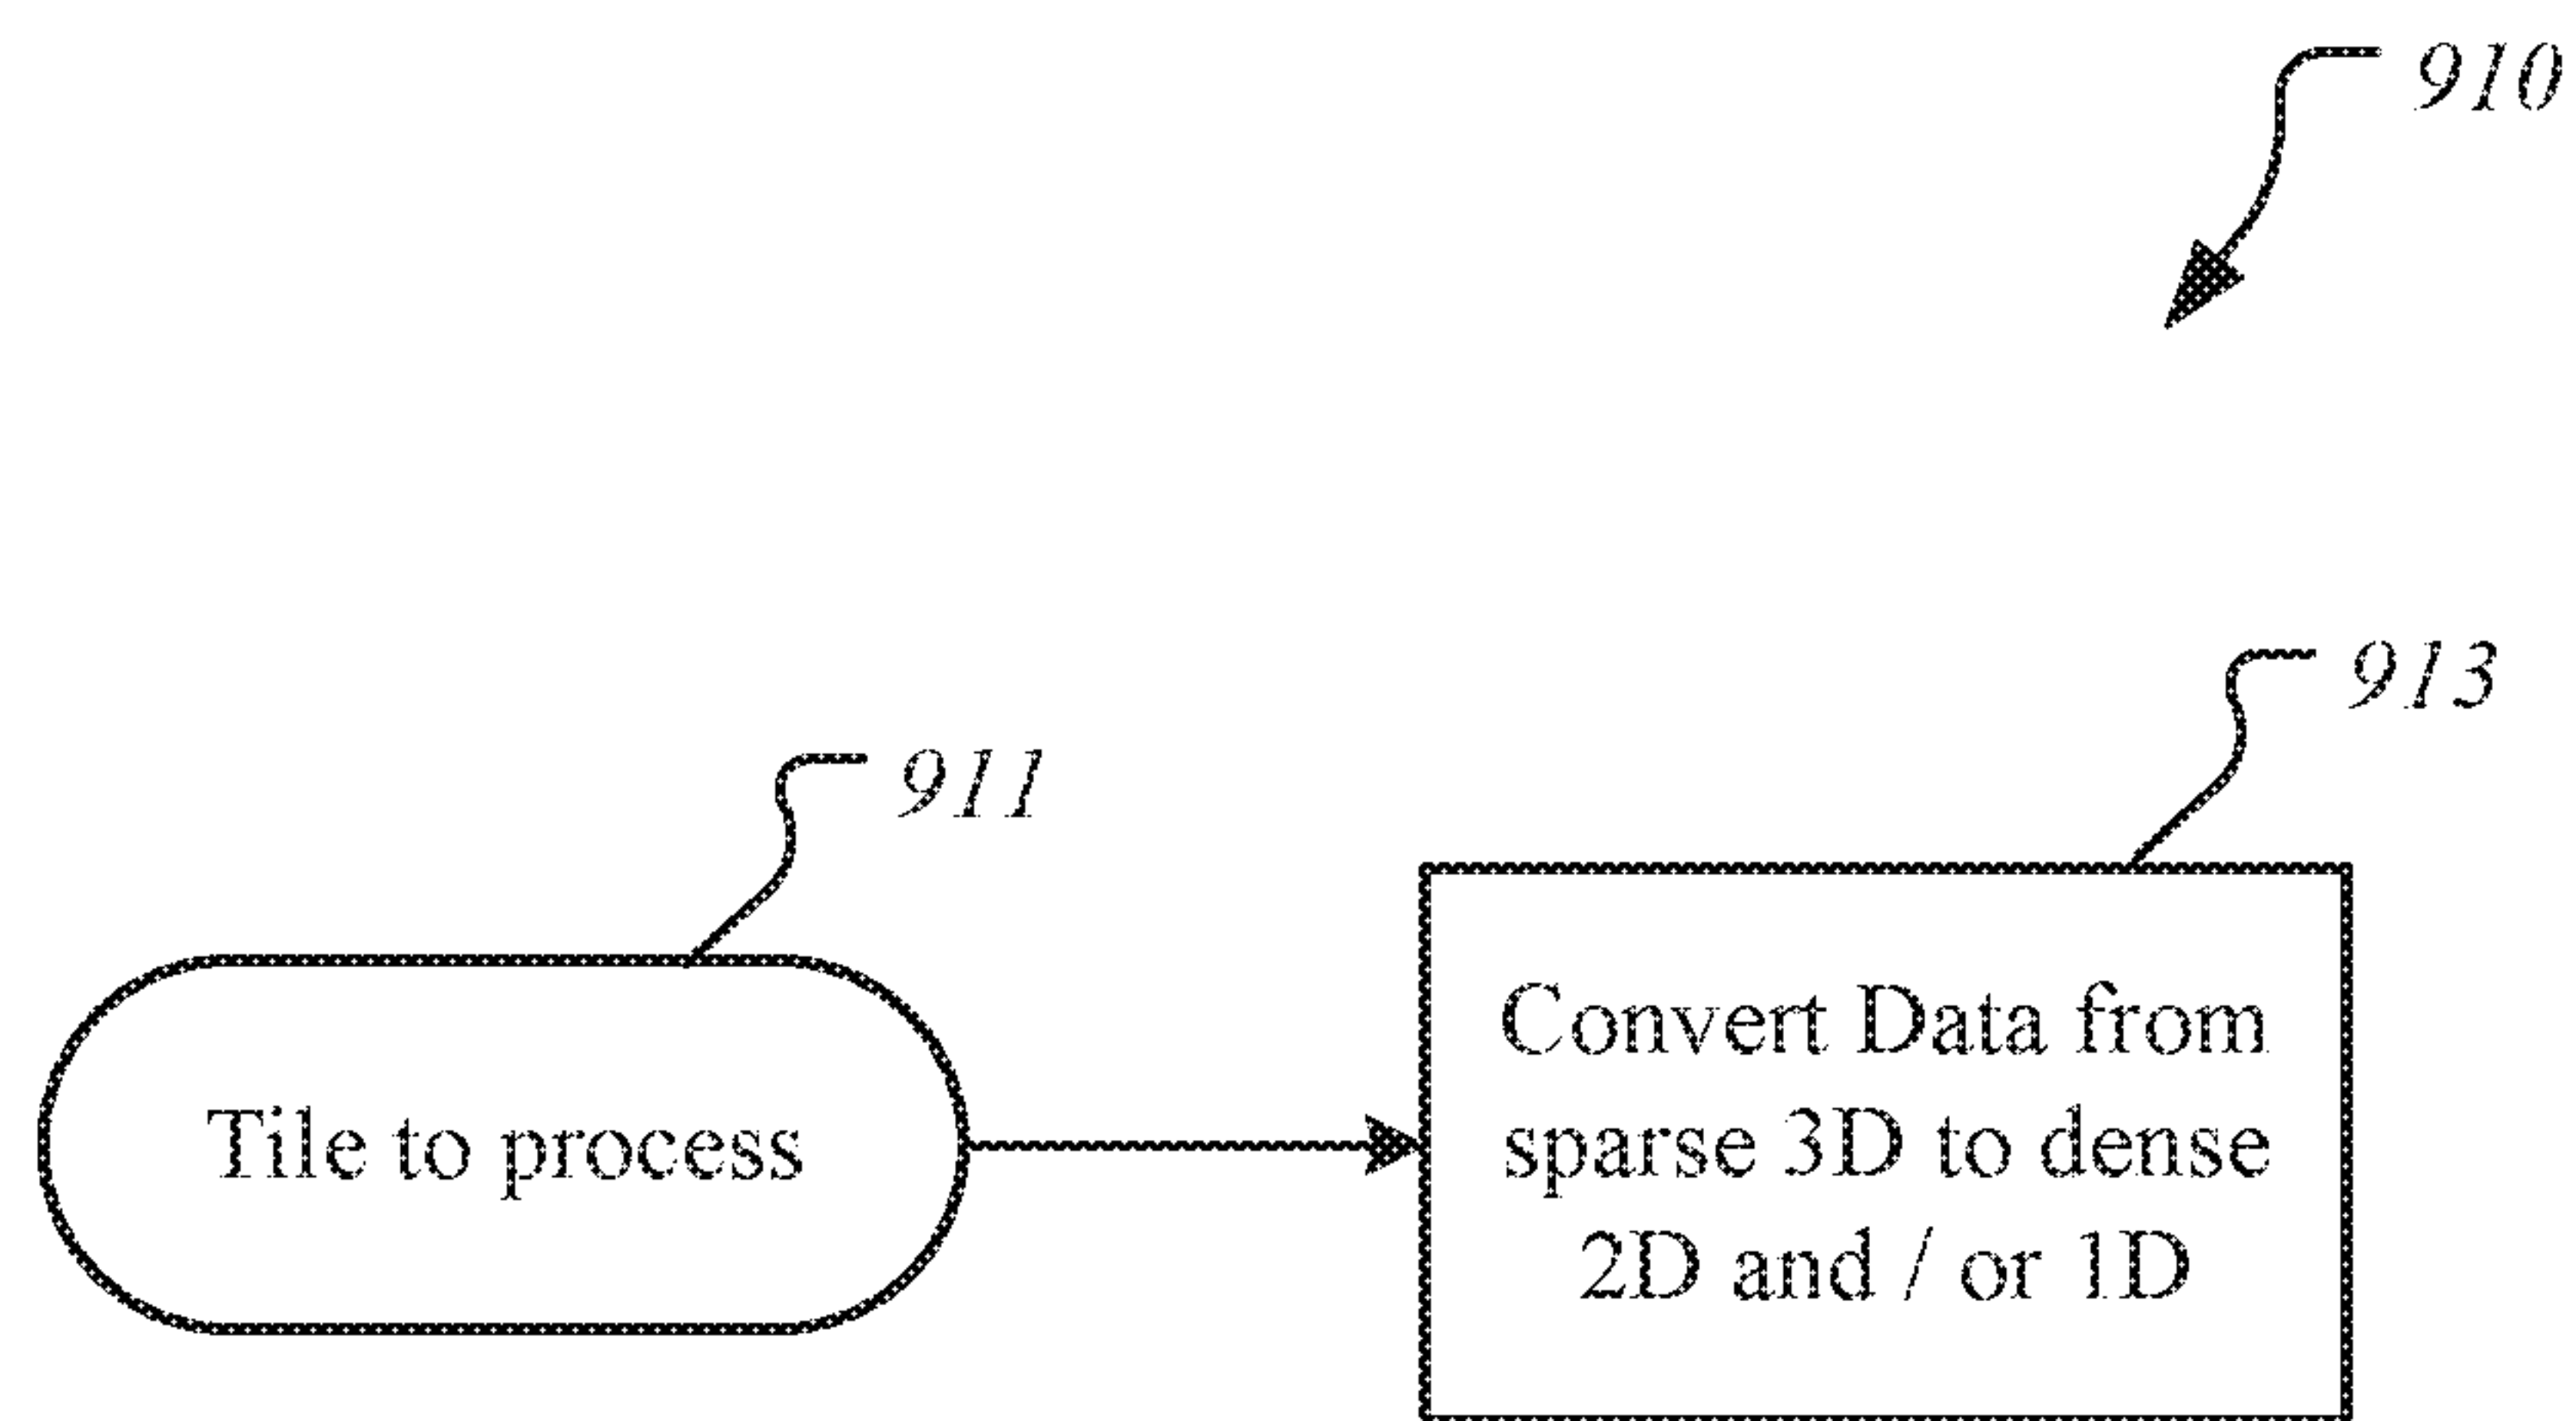 910
913
911
Tile to process
Convert Data from
sparse 3D to dense
2D and / or 1D